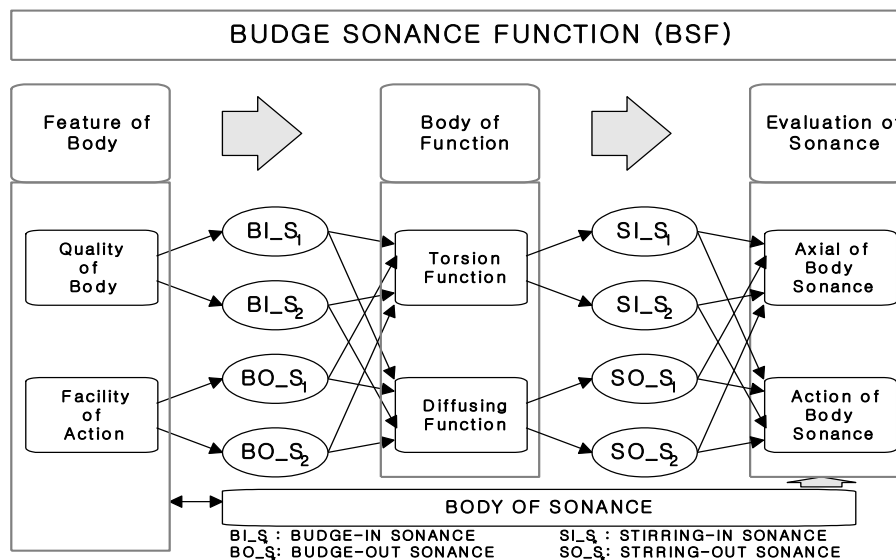 BUDGE SONANCE FUNCTION (BSF)
Feature of
Body
Body of
Function
Evaluation of
Sonance
Quality
of
Body
Facility
of
Action
BI_S1
BI_S2
BO_S1
BO_S2
Torsion
Function
Diffusing
Function
SI_S1
SI_S2
SO_S1
SO_S2
Axial of
Body
Sonance
Action of
Body
Sonance
BODY OF SONANCE
BI_S : BUDGE-IN SONANCE
BO_S : BUDGE-OUT SONANCE
SI_S : STIRRING-IN SONANCE
SO_S : STRRING-OUT SONANCE